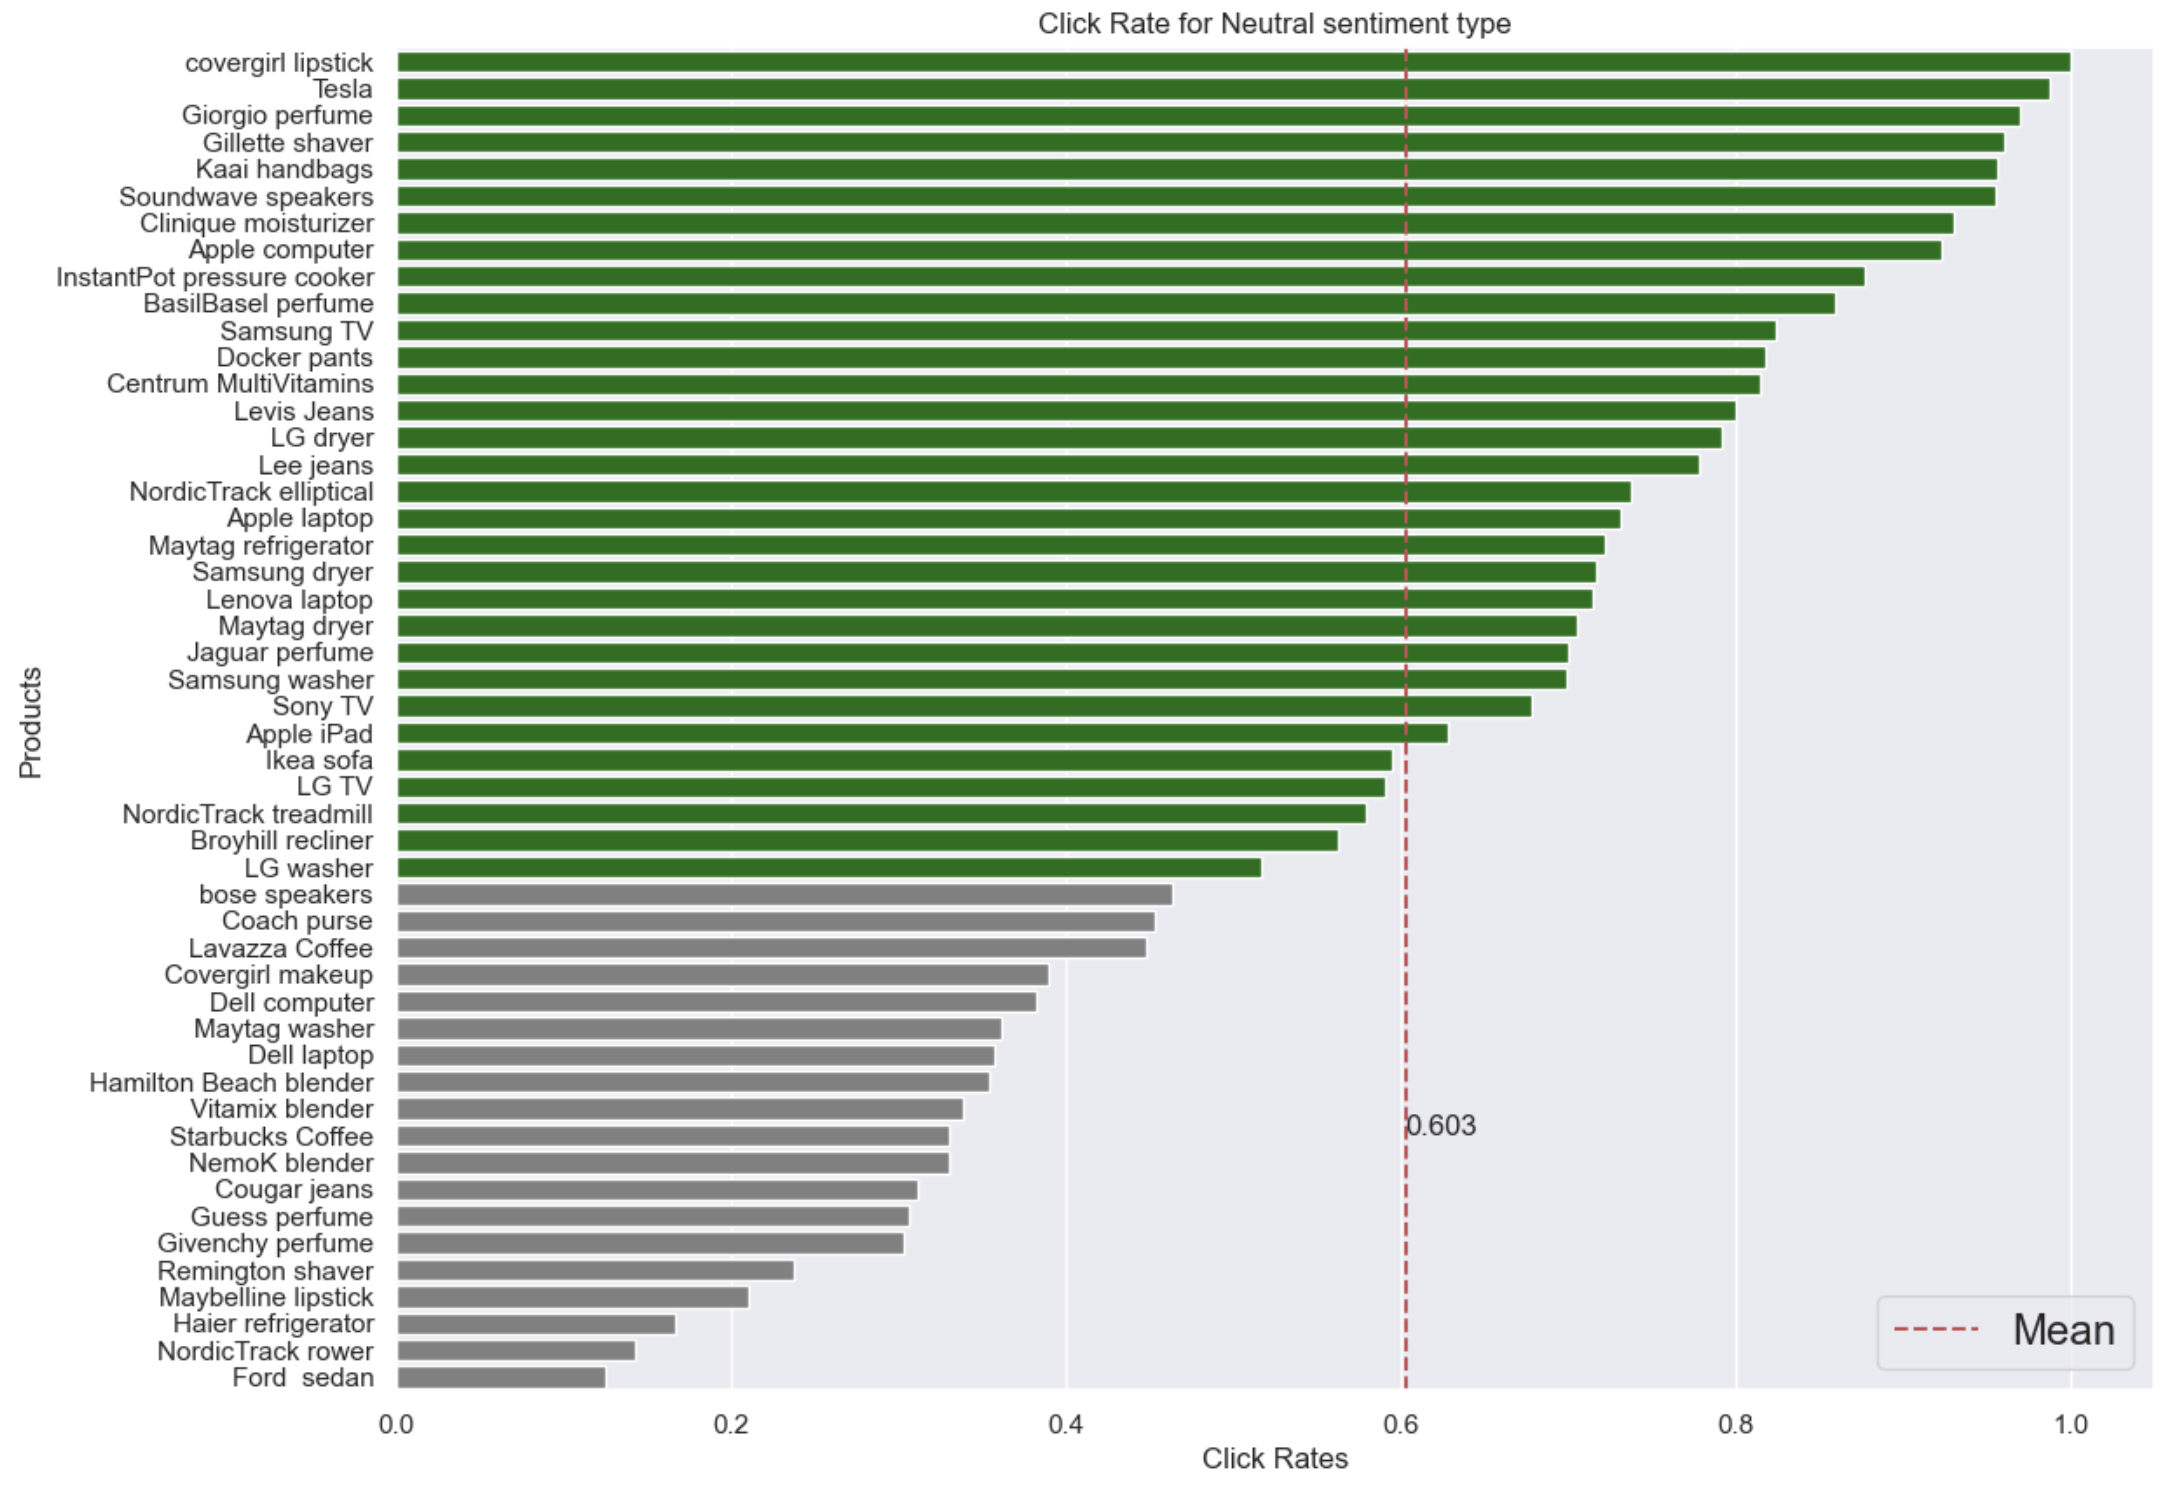 Click Rate for Neutral sentiment type
covergirl lipstick
Tesla
Giorgio perfume
Gillette shaver
Kaai handbags
Soundwave speakers
Clinique moisturizer
Apple computer
InstantPot pressure cooker
BasilBasel perfume
Samsung TV
Docker pants
Centrum MultiVitamins
Levis Jeans
LG dryer
Lee jeans
NordicTrack elliptical
Apple laptop
Maytag refrigerator
Samsung dryer
Lenova laptop
Maytag dryer
Jaguar perfume
Samsung washer
Sony TV
Apple iPad
Ikea sofa
LG TV
NordicTrack treadmill
Broyhill recliner
LG washer
bose speakers
Coach purse
Lavazza Coffee
Covergirl makeup
Dell computer
Maytag washer
Dell laptop
Hamilton Beach blender
Vitamix blender
Starbucks Coffee
NemoK blender
Cougar jeans
Guess perfume
Givenchy perfume
Remington shaver
Maybelline lipstick
Haier refrigerator
NordicTrack rower
Ford  sedan
Products
0.603
Mean
0.0 0.2 0.4 0.6 0.8 1.0
Click Rates